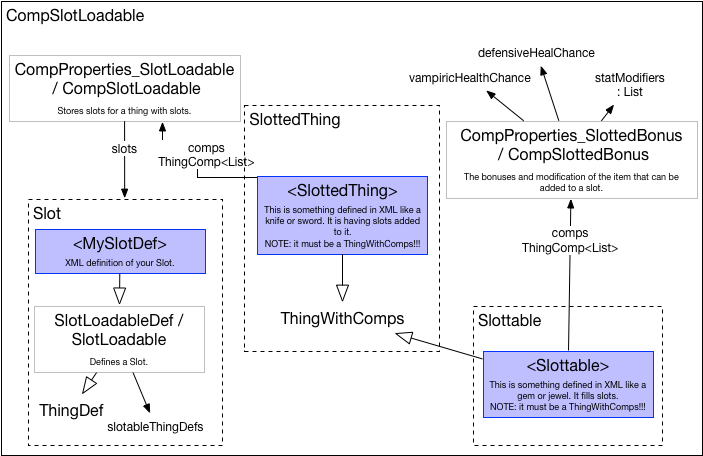 CompSlotLoadable
CompProperties_SlotLoadable
/ CompSlotLoadable
Stores slots for a thing with slots.
slots
comps
ThingComp<List>
Slot
<MySlotDef>
XML definition of your Slot.
SlotLoadableDef /
SlotLoadable
Defines a Slot.
ThingDef
slotableThingDefs
SlottedThing
<SlottedThing>
This is something defined in XML like a
knife or sword. It is having slots added
to it.
NOTE: it must be a ThingWithComps!!!
ThingWithComps
defensiveHealChance
vampiricHealthChance
statModifiers
: List
CompProperties_SlottedBonus
/ CompSlottedBonus
The bonuses and modification of the item that can be
added to a slot.
comps
ThingComp<List>
Slottable
<Slottable>
This is something defined in XML like a
gem or jewel. It fills slots.
NOTE: it must be a ThingWithComps!!!